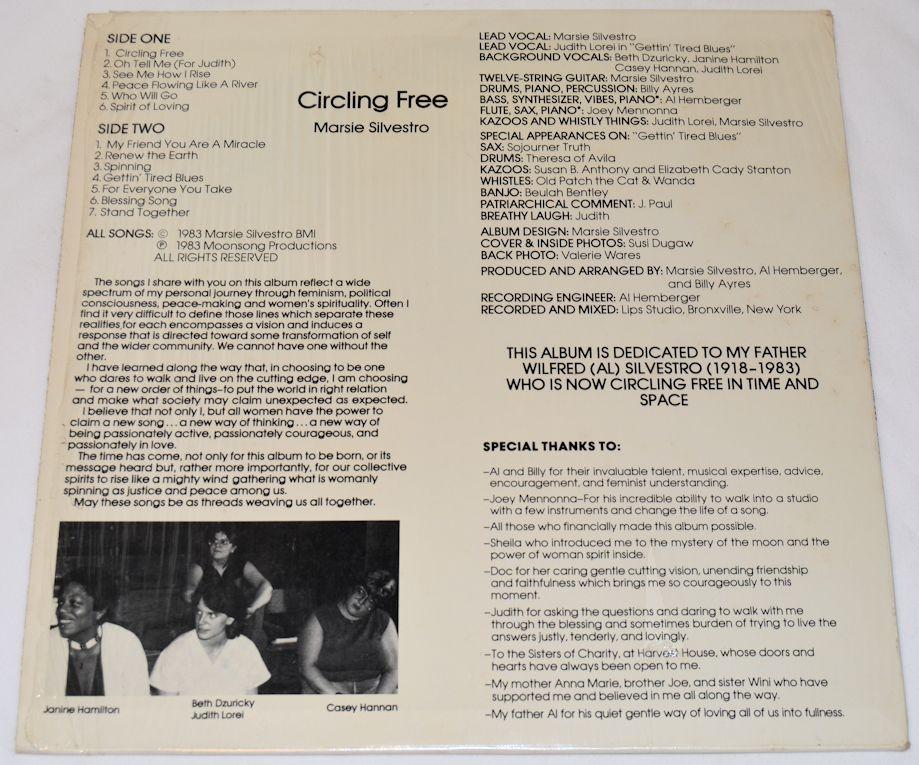 SIDE ONE
1. Circling Free
2. Oh Tell Me (For Judith)
3. See Me How I Rise
4. Peace Flowing Like A River
5. Who Will Go
6. Spirit of Loving
SIDE TWO
1. My Friend You Are A Miracle
2. Renew the Earth
3. Spinning
4. Gettin' Tired Blues
5. For Everyone You Take
6. Blessing Song
7. Stand Together
ALL SONGS: © 1983 Marsie Silvestro BMI
℗ 1983 Moonsong Productions
ALL RIGHTS RESERVED
Circling Free
Marsie Silvestro
The songs I share with you on this album reflect a wide
spectrum of my personal journey through feminism, political
consciousness, peace-making and women's spirituality. Often I
find it very difficult to define those lines which separate these
realities, for each encompasses a vision and induces a
response that is directed toward some transformation of self
and the wider community. We cannot have one without the
other.
I have learned along the way that, in choosing to be one
who dares to walk and live on the cutting edge, I am choosing
— for a new order of things—to put the world in right relation
and make what society may claim unexpected as expected.
I believe that not only I, but all women have the power to
claim a new song...a new way of thinking...a new way of
being passionately active, passionately courageous, and
passionately in love.
The time has come, not only for this album to be born, or its
message heard but, rather more importantly, for our collective
spirits to rise like a mighty wind gathering what is womanly
spinning as justice and peace among us.
May these songs be as threads weaving us all together.
Janine Hamilton
Beth Dzuricky
Judith Lorei
Casey Hannan
LEAD VOCAL: Marsie Silvestro
LEAD VOCAL: Judith Lorei in "Gettin' Tired Blues"
BACKGROUND VOCALS: Beth Dzuricky, Janine Hamilton
Casey Hannan, Judith Lorei
TWELVE-STRING GUITAR: Marsie Silvestro
DRUMS, PIANO, PERCUSSION: Billy Ayres
BASS, SYNTHESIZER, VIBES, PIANO*: Al Hemberger
FLUTE, SAX, PIANO*: Joey Mennonna
KAZOOS AND WHISTLY THINGS: Judith Lorei, Marsie Silvestro
SPECIAL APPEARANCES ON: "Gettin' Tired Blues"
SAX: Sojourner Truth
DRUMS: Theresa of Avila
KAZOOS: Susan B. Anthony and Elizabeth Cady Stanton
WHISTLES: Old Patch the Cat & Wanda
BANJO: Beulah Bentley
PATRIARCHICAL COMMENT: J. Paul
BREATHY LAUGH: Judith
ALBUM DESIGN: Marsie Silvestro
COVER & INSIDE PHOTOS: Susi Dugaw
BACK PHOTO: Valerie Wares
PRODUCED AND ARRANGED BY: Marsie Silvestro, Al Hemberger,
and Billy Ayres
RECORDING ENGINEER: Al Hemberger
RECORDED AND MIXED: Lips Studio, Bronxville, New York
THIS ALBUM IS DEDICATED TO MY FATHER
WILFRED (AL) SILVESTRO (1918-1983)
WHO IS NOW CIRCLING FREE IN TIME AND
SPACE
SPECIAL THANKS TO:
—Al and Billy for their invaluable talent, musical expertise, advice,
encouragement, and feminist understanding.
—Joey Mennonna—For his incredible ability to walk into a studio
with a few instruments and change the life of a song.
—All those who financially made this album possible.
—Sheila who introduced me to the mystery of the moon and the
power of woman spirit inside.
—Doc for her caring gentle cutting vision, unending friendship
and faithfulness which brings me so courageously to this
moment.
—Judith for asking the questions and daring to walk with me
through the blessing and sometimes burden of trying to live the
answers justly, tenderly, and lovingly.
—To the Sisters of Charity, at Harvest House, whose doors and
hearts have always been open to me.
—My mother Anna Marie, brother Joe, and sister Wini who have
supported me and believed in me all along the way.
—My father Al for his quiet gentle way of loving all of us into fullness.